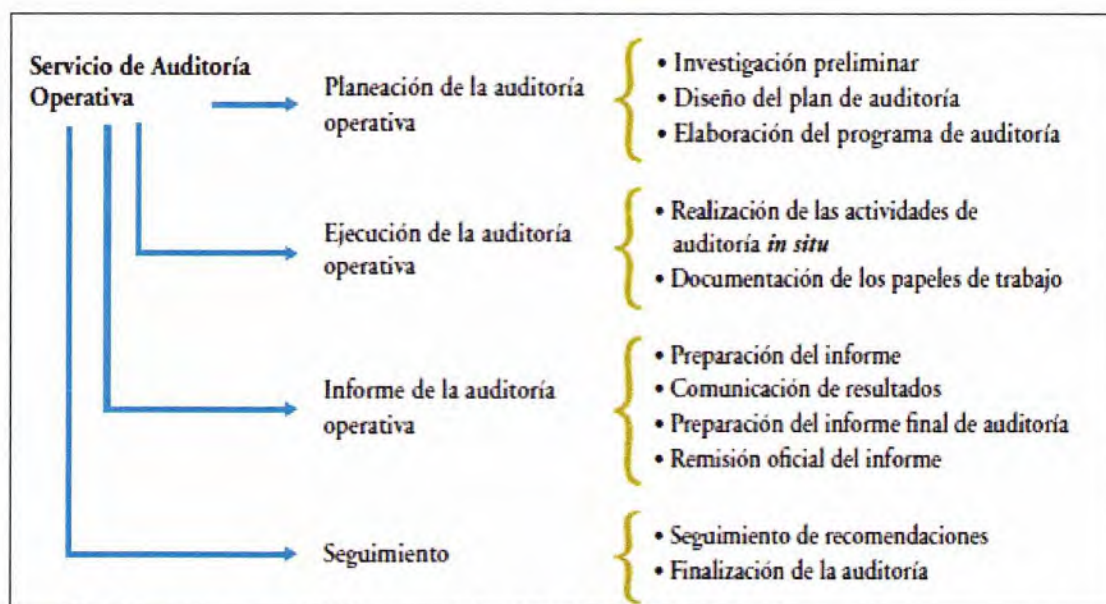 Servicio de Auditoría
Operativa
Planeación de la auditoría
operativa
• Investigación preliminar
• Diseño del plan de auditoría
• Elaboración del programa de auditoría
Ejecución de la auditoría
operativa
• Realización de las actividades de
auditoría in situ
• Documentación de los papeles de trabajo
Informe de la auditoría
operativa
• Preparación del informe
• Comunicación de resultados
• Preparación del informe final de auditoría
• Remisión oficial del informe
Seguimiento
• Seguimiento de recomendaciones
• Finalización de la auditoría